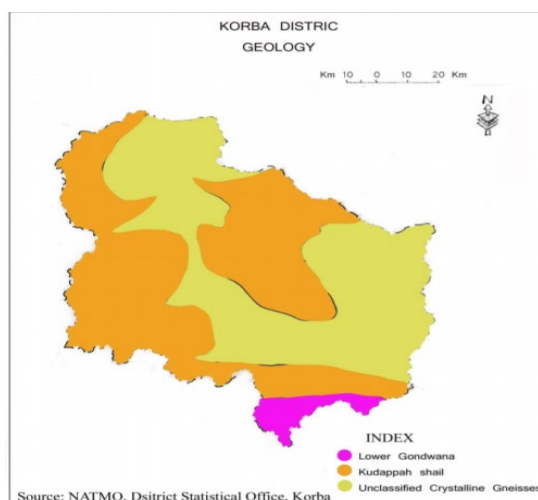 KORBA DISTRIC
GEOLOGY
Km 10 0 10 20 Km
N
INDEX
Lower Gondwana
Kudappah shail
Unclassified Crystalline Gneisses
Source: NATMO, Dsitrict Statistical Office, Korba